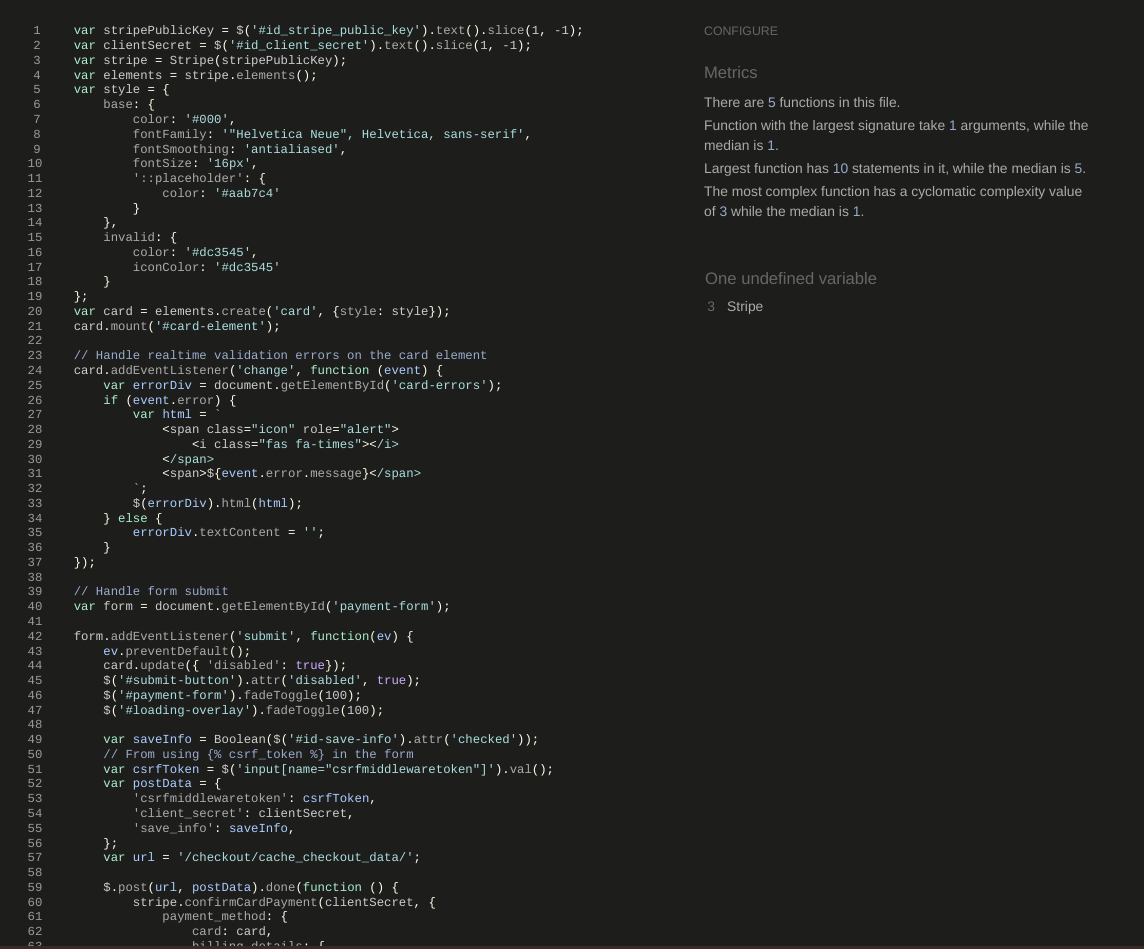 1 var stripePublicKey = $('#id_stripe_public_key').text().slice(1, -1);
2 var clientSecret = $('#id_client_secret').text().slice(1, -1);
3 var stripe = Stripe(stripePublicKey);
4 var elements = stripe.elements();
5 var style = {
6     base: {
7         color: '#000',
8         fontFamily: '"Helvetica Neue", Helvetica, sans-serif',
9         fontSmoothing: 'antialiased',
10         fontSize: '16px',
11         '::placeholder': {
12             color: '#aab7c4'
13         }
14     },
15     invalid: {
16         color: '#dc3545',
17         iconColor: '#dc3545'
18     }
19 };
20 var card = elements.create('card', {style: style});
21 card.mount('#card-element');
22
23 // Handle realtime validation errors on the card element
24 card.addEventListener('change', function (event) {
25     var errorDiv = document.getElementById('card-errors');
26     if (event.error) {
27         var html = `
28             <span class="icon" role="alert">
29                 <i class="fas fa-times"></i>
30             </span>
31             <span>${event.error.message}</span>
32         `;
33         $(errorDiv).html(html);
34     } else {
35         errorDiv.textContent = '';
36     }
37 });
38
39 // Handle form submit
40 var form = document.getElementById('payment-form');
41
42 form.addEventListener('submit', function(ev) {
43     ev.preventDefault();
44     card.update({ 'disabled': true});
45     $('#submit-button').attr('disabled', true);
46     $('#payment-form').fadeToggle(100);
47     $('#loading-overlay').fadeToggle(100);
48
49     var saveInfo = Boolean($('#id-save-info').attr('checked'));
50     // From using {% csrf_token %} in the form
51     var csrfToken = $('input[name="csrfmiddlewaretoken"]').val();
52     var postData = {
53         'csrfmiddlewaretoken': csrfToken,
54         'client_secret': clientSecret,
55         'save_info': saveInfo,
56     };
57     var url = '/checkout/cache_checkout_data/';
58
59     $.post(url, postData).done(function () {
60         stripe.confirmCardPayment(clientSecret, {
61             payment_method: {
62                 card: card,
63                 billing_details: {
CONFIGURE
Metrics
There are 5 functions in this file.
Function with the largest signature take 1 arguments, while the
median is 1.
Largest function has 10 statements in it, while the median is 5.
The most complex function has a cyclomatic complexity value
of 3 while the median is 1.
One undefined variable
3 Stripe